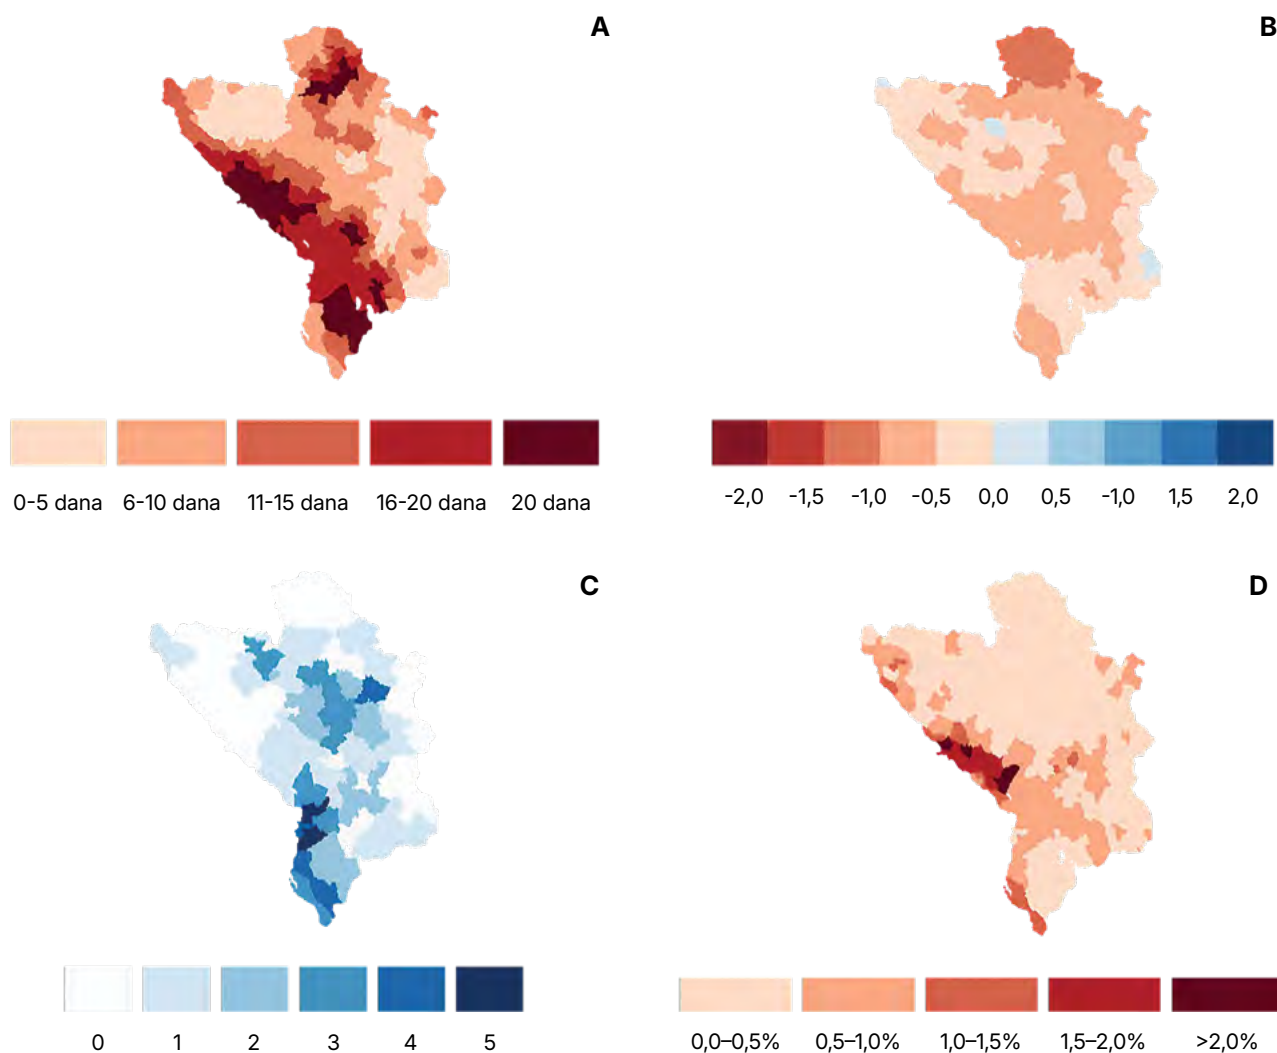 A
B
0-5 dana 6-10 dana 11-15 dana 16-20 dana 20 dana
-2,0 -1,5 -1,0 -0,5 0,0 0,5 -1,0 1,5 2,0
C
D
0 1 2 3 4 5
0,0–0,5% 0,5–1,0% 1,0–1,5% 1,5–2,0% >2,0%